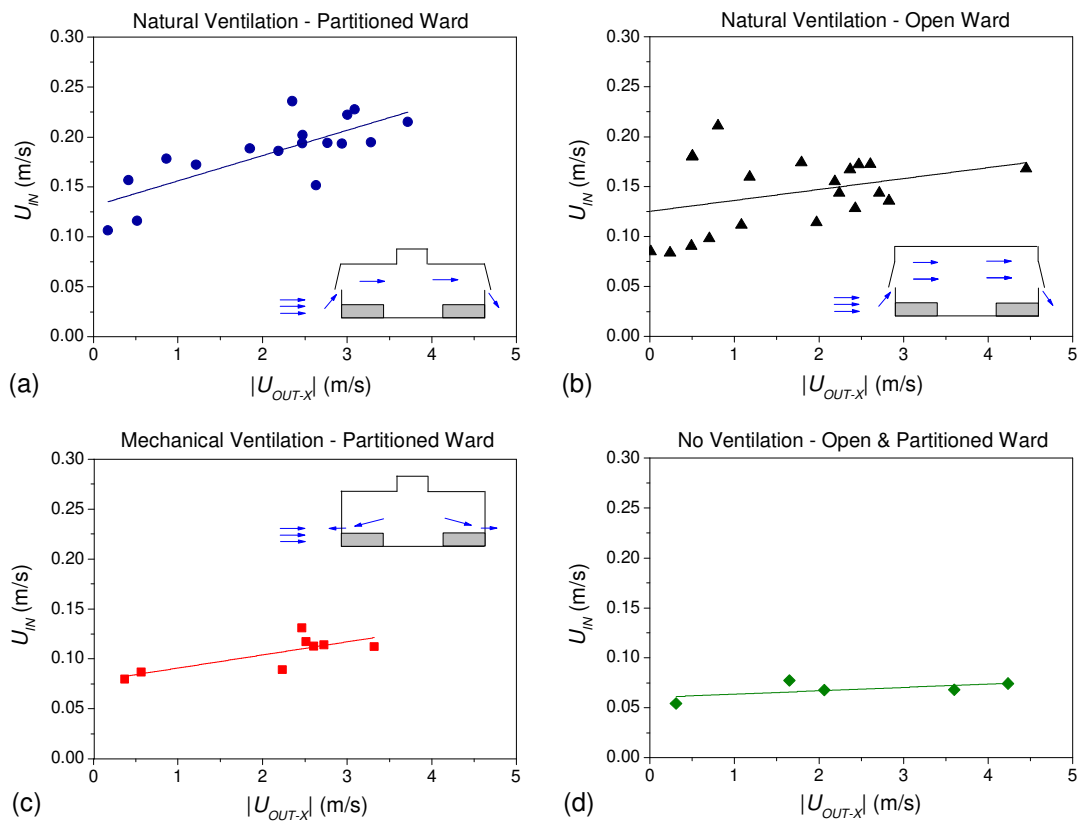 Natural Ventilation - Partitioned Ward
0.30
0.25
0.20
0.15
0.10
0.05
0.00
U_IN (m/s)
0 1 2 3 4 5
(a) |U_OUT-X| (m/s)
Natural Ventilation - Open Ward
0.30
0.25
0.20
0.15
0.10
0.05
0.00
U_IN (m/s)
0 1 2 3 4 5
(b) |U_OUT-X| (m/s)
Mechanical Ventilation - Partitioned Ward
0.30
0.25
0.20
0.15
0.10
0.05
0.00
U_IN (m/s)
0 1 2 3 4 5
(c) |U_OUT-X| (m/s)
No Ventilation - Open & Partitioned Ward
0.30
0.25
0.20
0.15
0.10
0.05
0.00
U_IN (m/s)
0 1 2 3 4 5
(d) |U_OUT-X| (m/s)